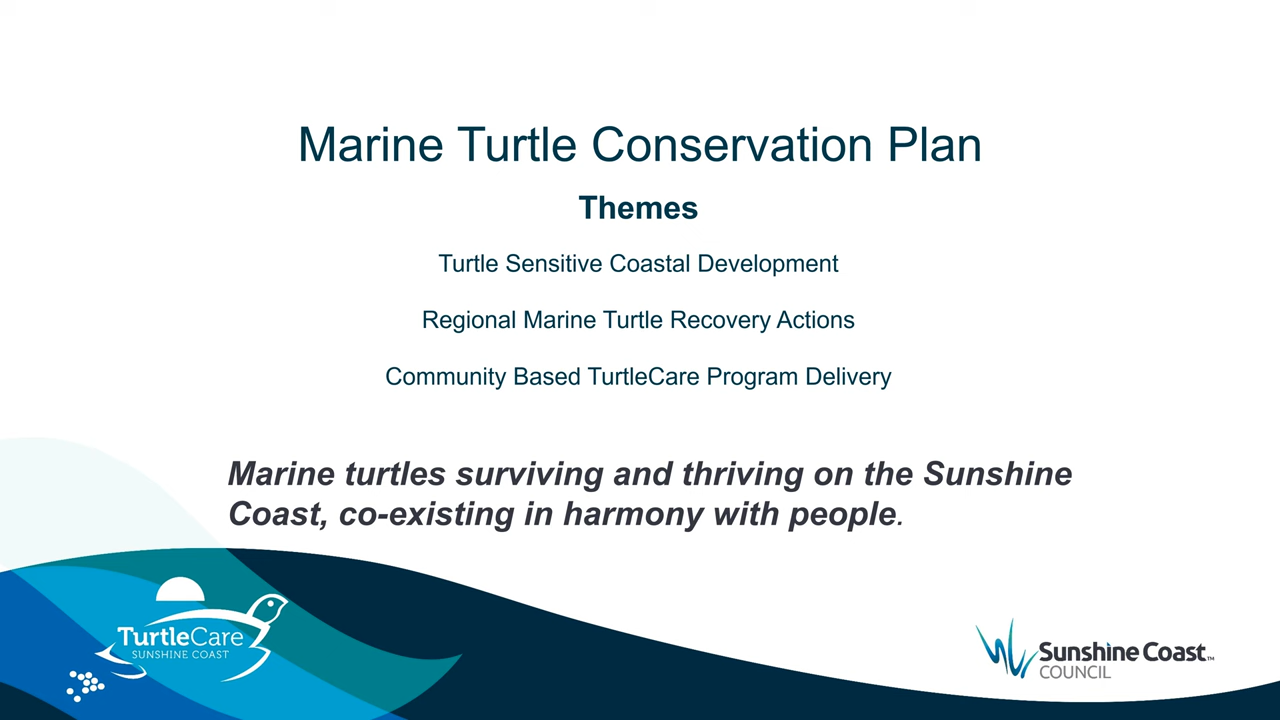 Marine Turtle Conservation Plan
Themes
Turtle Sensitive Coastal Development
Regional Marine Turtle Recovery Actions
Community Based TurtleCare Program Delivery
Marine turtles surviving and thriving on the Sunshine
Coast, co-existing in harmony with people.
TurtleCare
SUNSHINE COAST
Sunshine Coast™
COUNCIL